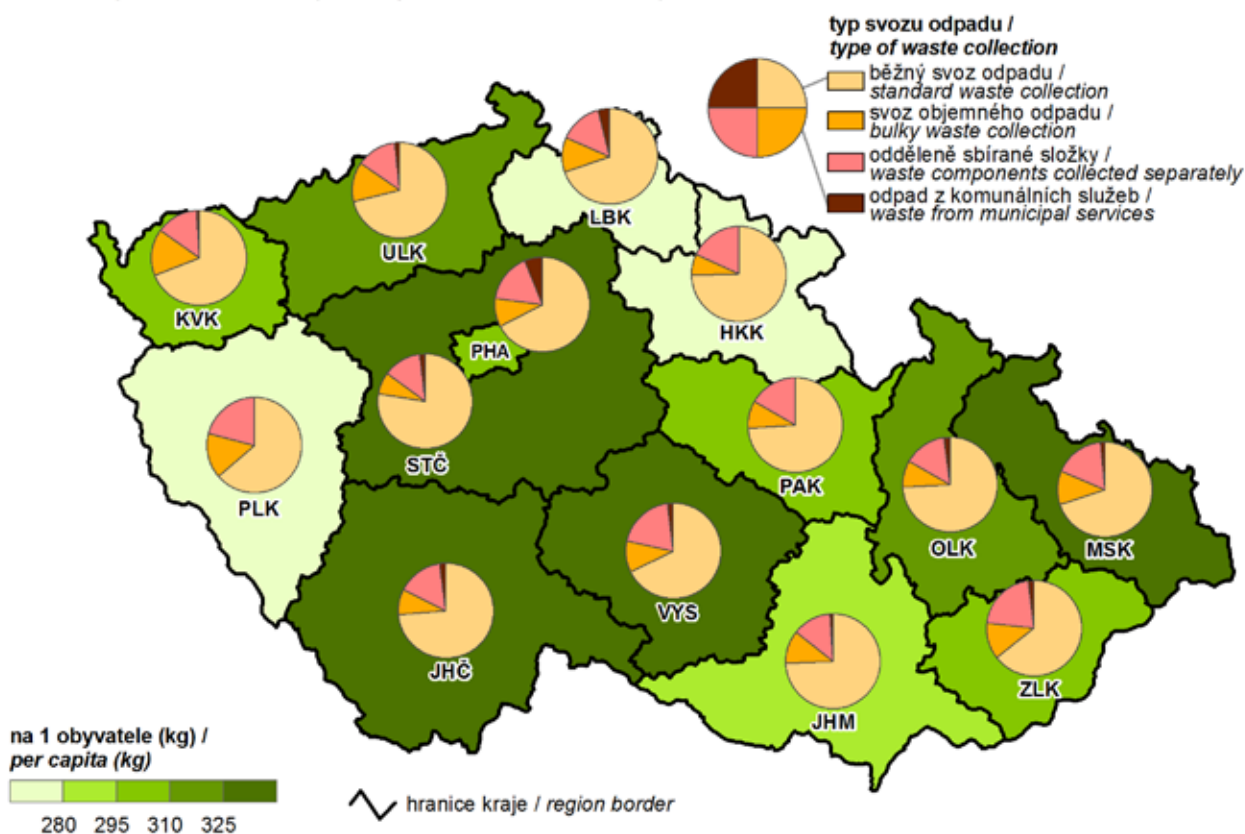 typ svozu odpadu /
type of waste collection
běžný svoz odpadu /
standard waste collection
svoz objemného odpadu /
bulky waste collection
odděleně sbírané složky /
waste components collected separately
odpad z komunálních služeb /
waste from municipal services
LBK
ULK
KVK
HKK
PHA
STČ
PLK
PAK
OLK
MSK
VYS
JHČ
ZLK
JHM
na 1 obyvatele (kg) /
per capita (kg)
280 295 310 325
hranice kraje / region border